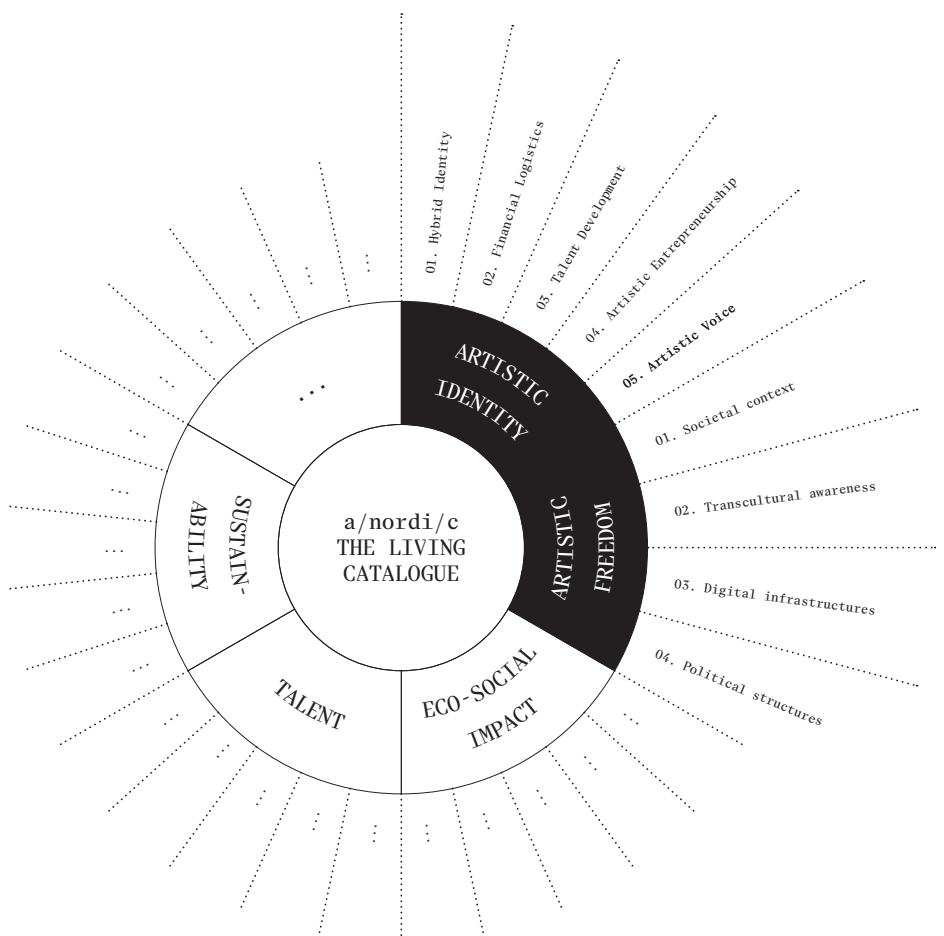 01. Hybrid Identity
02. Financial Logistics
03. Talent Development
04. Artistic Entrepreneurship
05. Artistic Voice
01. Societal context
02. Transcultural awareness
03. Digital infrastructures
04. Political structures
ARTISTIC
IDENTITY
ARTISTIC
FREEDOM
ECO-SOCIAL
IMPACT
TALENT
SUSTAIN-
ABILITY
...
a/nordi/c
THE LIVING
CATALOGUE